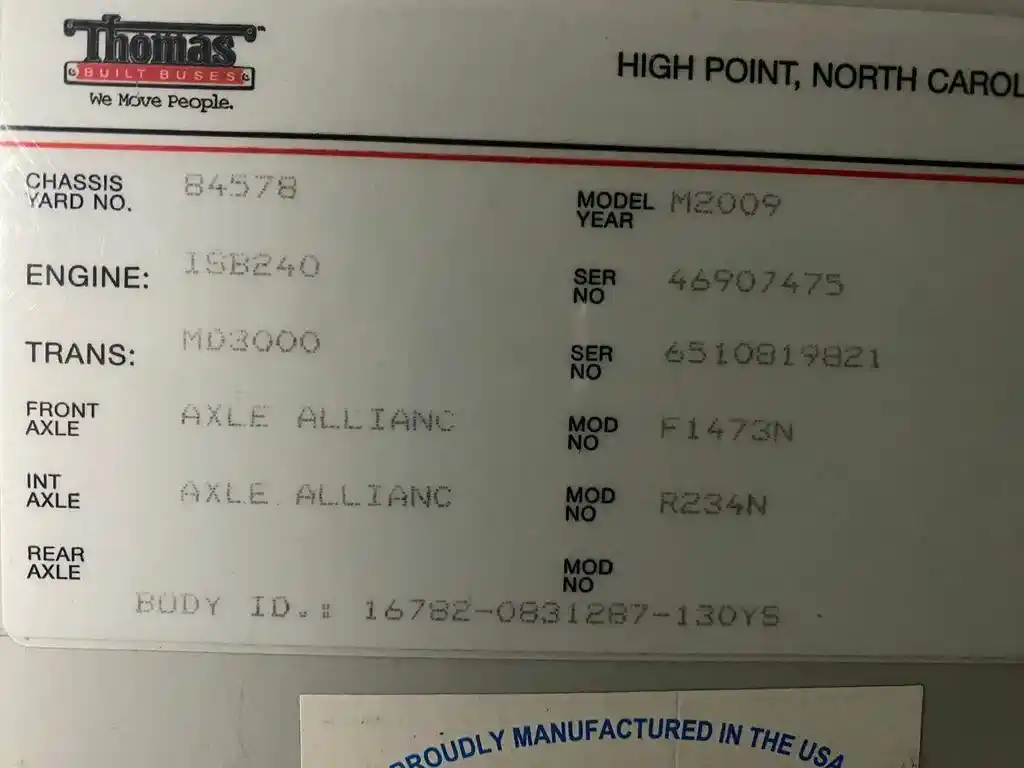 Thomas
BUILT BUSES
We Move People.
HIGH POINT, NORTH
CHASSIS YARD NO. 84578 MODEL YEAR M2009
ENGINE: ISB240 SER NO 46907475
TRANS: MD3000 SER NO 6510819821
FRONT AXLE AXLE ALLIANC MOD NO F1473N
INT AXLE AXLE ALLIANC MOD NO R234N
REAR AXLE MOD NO
BODY ID.: 16782-0831287-130YS
PROUDLY MANUFACTURED IN THE USA